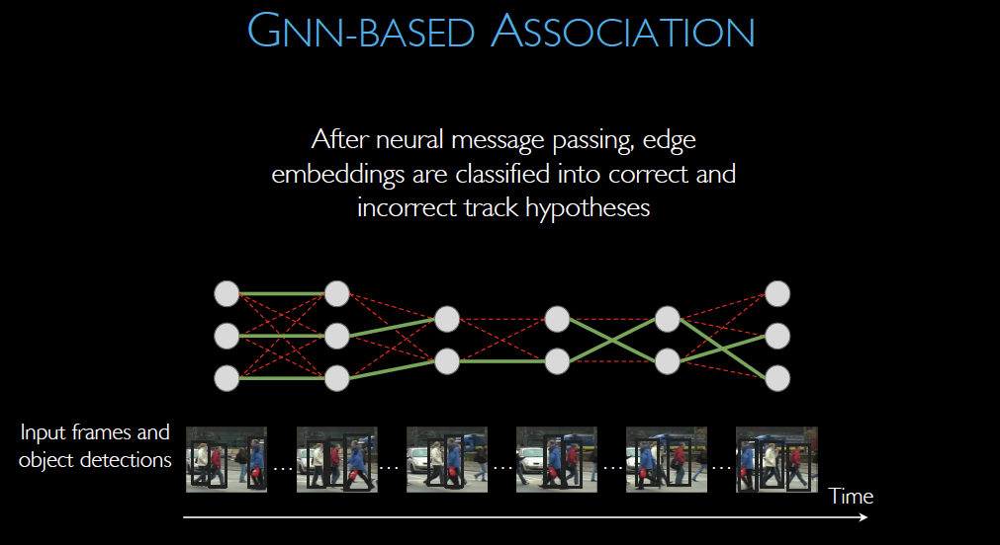 GNN-BASED ASSOCIATION
After neural message passing, edge
embeddings are classified into correct and
incorrect track hypotheses
Input frames and
object detections
... ... ... ... ...
Time